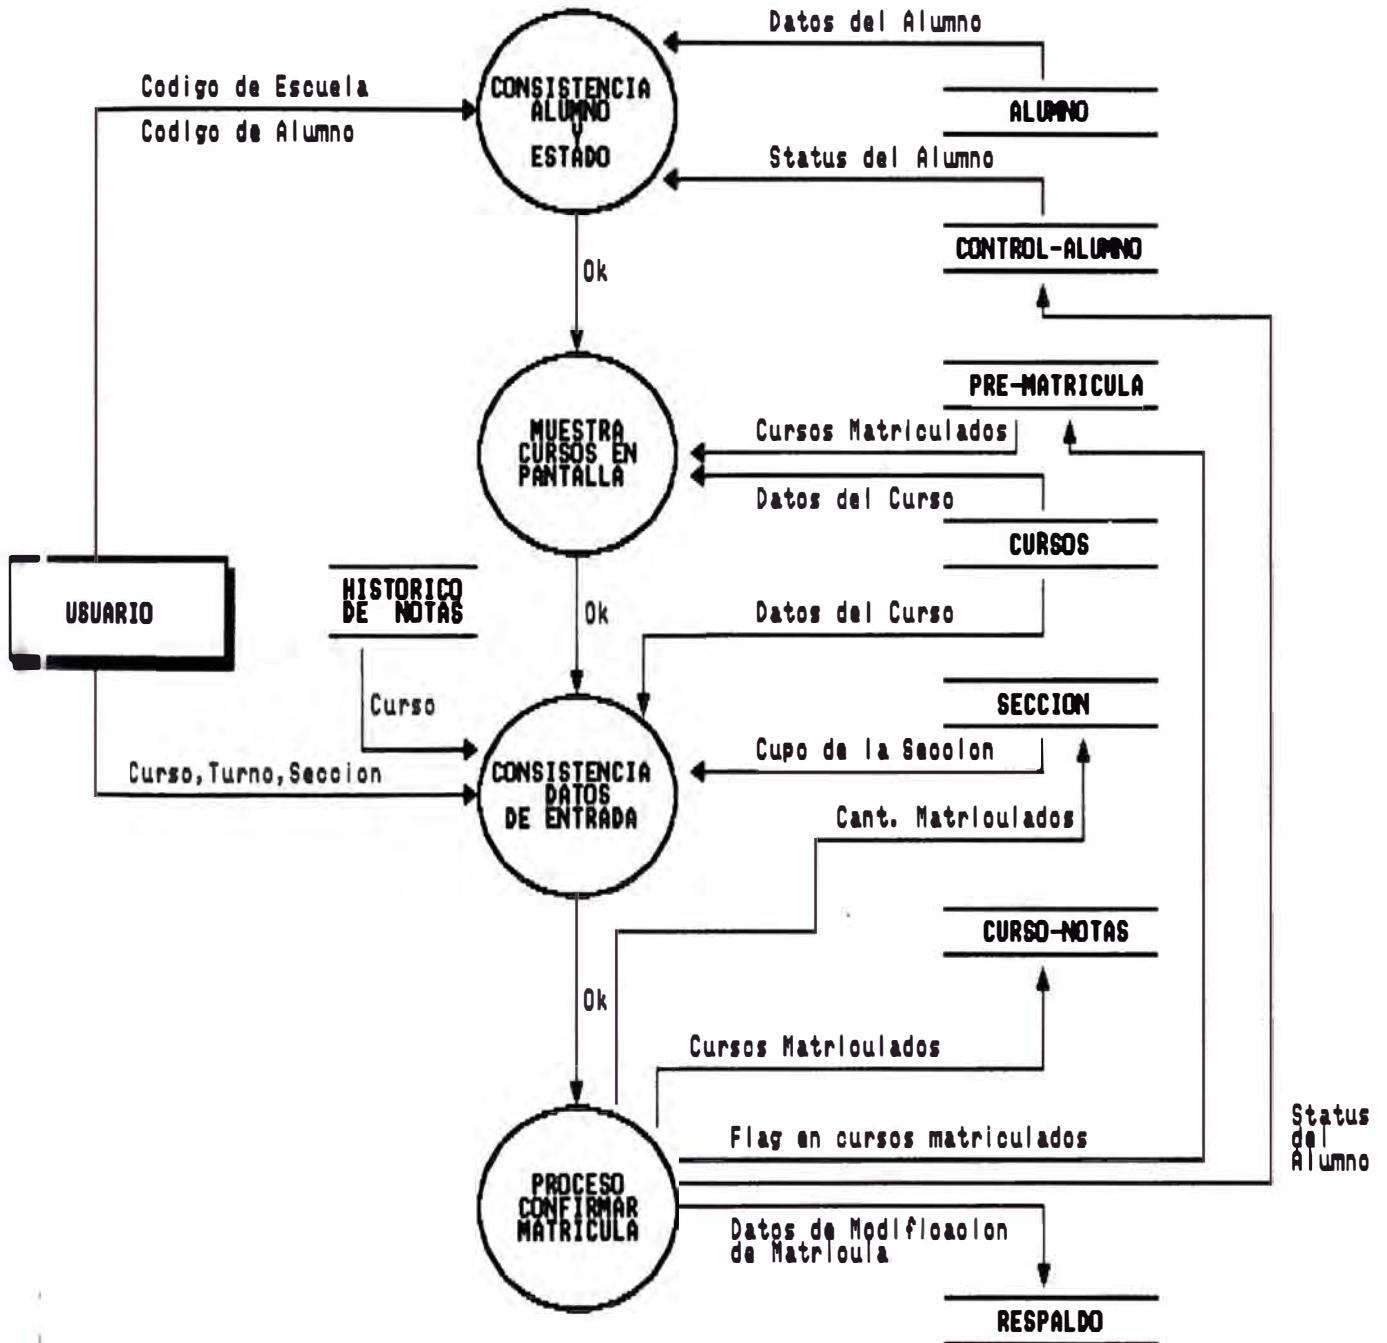 Datos del Alumno
Codigo de Escuela
Codigo de Alumno
CONSISTENCIA
ALUMNO
Y
ESTADO
ALUMNO
Status del Alumno
CONTROL-ALUMNO
Ok
PRE-MATRICULA
MUESTRA
CURSOS EN
PANTALLA
Cursos Matriculados
Datos del Curso
CURSOS
USUARIO
HISTORICO
DE NOTAS
Ok
Datos del Curso
Curso
SECCION
Curso,Turno,Seccion
CONSISTENCIA
DATOS
DE ENTRADA
Cupo de la Seccion
Cant. Matriculados
CURSO-NOTAS
Ok
Cursos Matriculados
Flag en cursos matriculados
Status
del
Alumno
PROCESO
CONFIRMAR
MATRICULA
Datos de Modificacion
de Matricula
RESPALDO